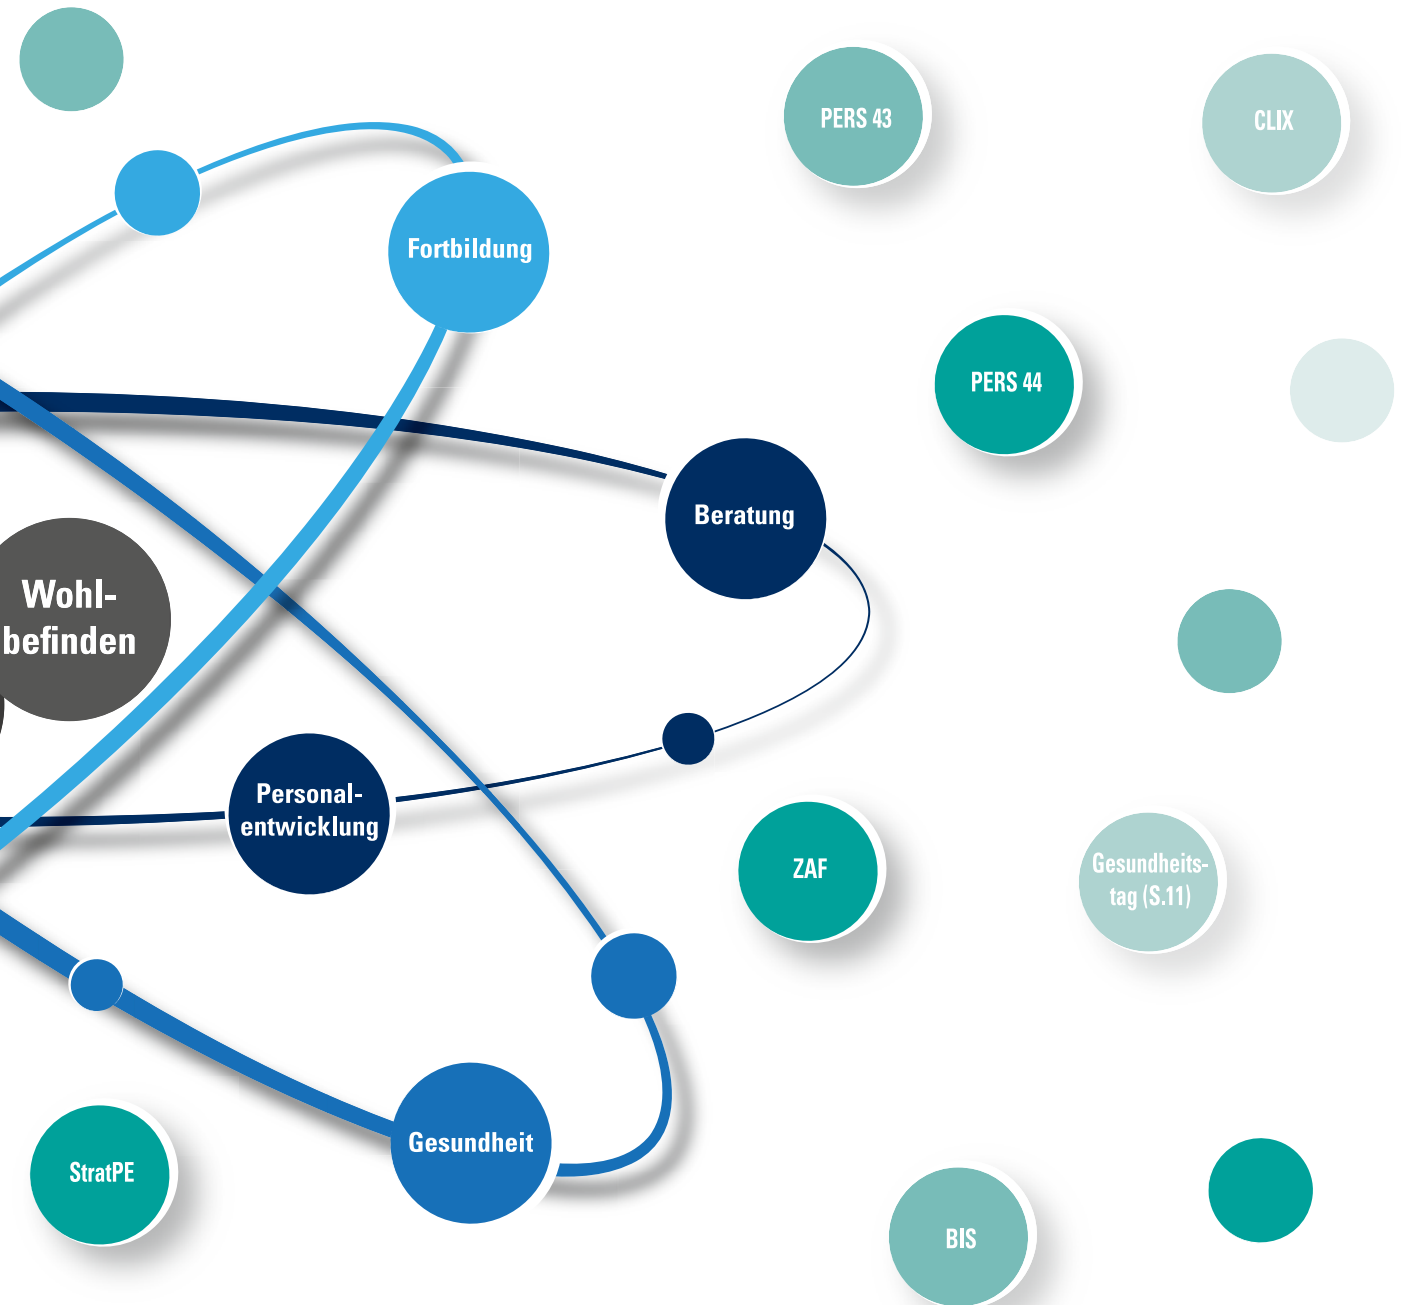 PERS 43
CLIX
Fortbildung
PERS 44
Beratung
Wohl-
befinden
Personal-
entwicklung
ZAF
Gesundheits-
tag (S.11)
Gesundheit
StratPE
BIS